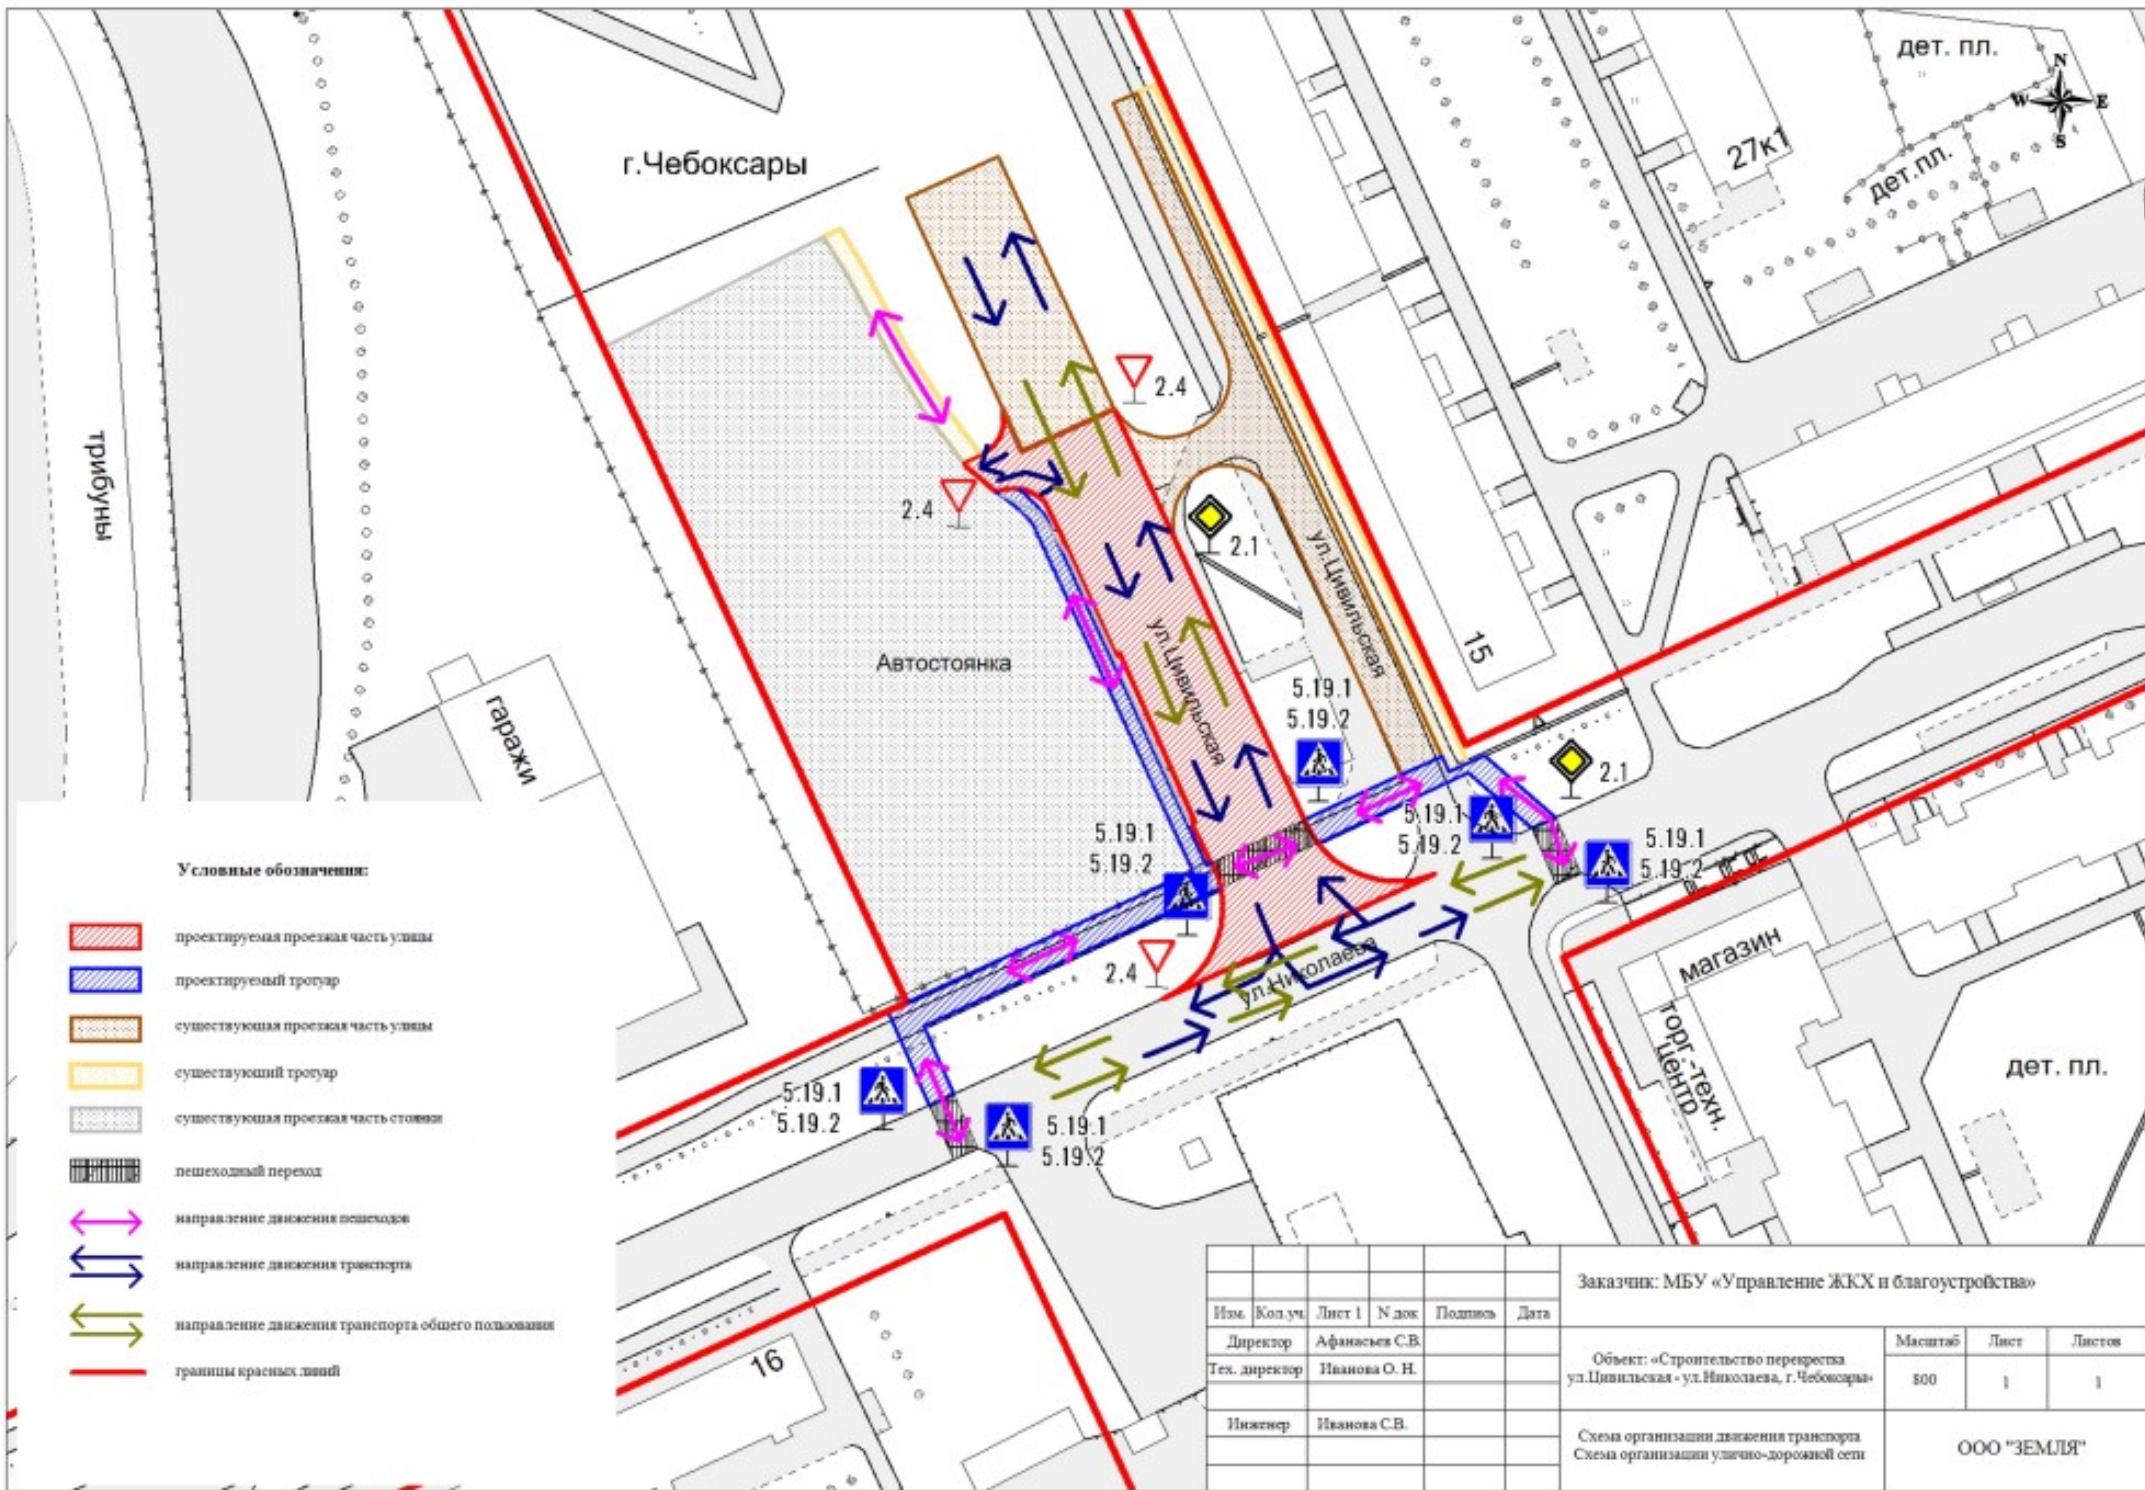 дет. пл.
N
W
E
S
27к1
дет.пл.
г.Чебоксары
2.4
трибуны
2.4
2.1
ул.Цивильская
ул.Цивильская
Автостоянка
15
гаражи
5.19.1
5.19.2
2.1
5.19.1
5.19.2
5.19.1
5.19.2
5.19.1
5.19.2
2.4
ул.Николаева
магазин
торг.-техн.
центр
дет. пл.
5.19.1
5.19.2
5.19.1
5.19.2
16
Условные обозначения:
проектируемая проезжая часть улицы
проектируемый тротуар
существующая проезжая часть улицы
существующий тротуар
существующая проезжая часть стоянки
пешеходный переход
направление движения пешеходов
направление движения транспорта
направление движения транспорта общего пользования
границы красных линий
Заказчик: МБУ «Управление ЖКХ и благоустройства»
Изм. Кол.уч. Лист 1 N док Подпись Дата
Директор Афанасьев С.В.
Тех. директор Иванова О. Н.
Инженер Иванова С.В.
Объект: «Строительство перекрестка
ул.Цивильская - ул.Николаева, г.Чебоксары»
Масштаб Лист Листов
800 1 1
Схема организации движения транспорта
Схема организации улично-дорожной сети
ООО "ЗЕМЛЯ"